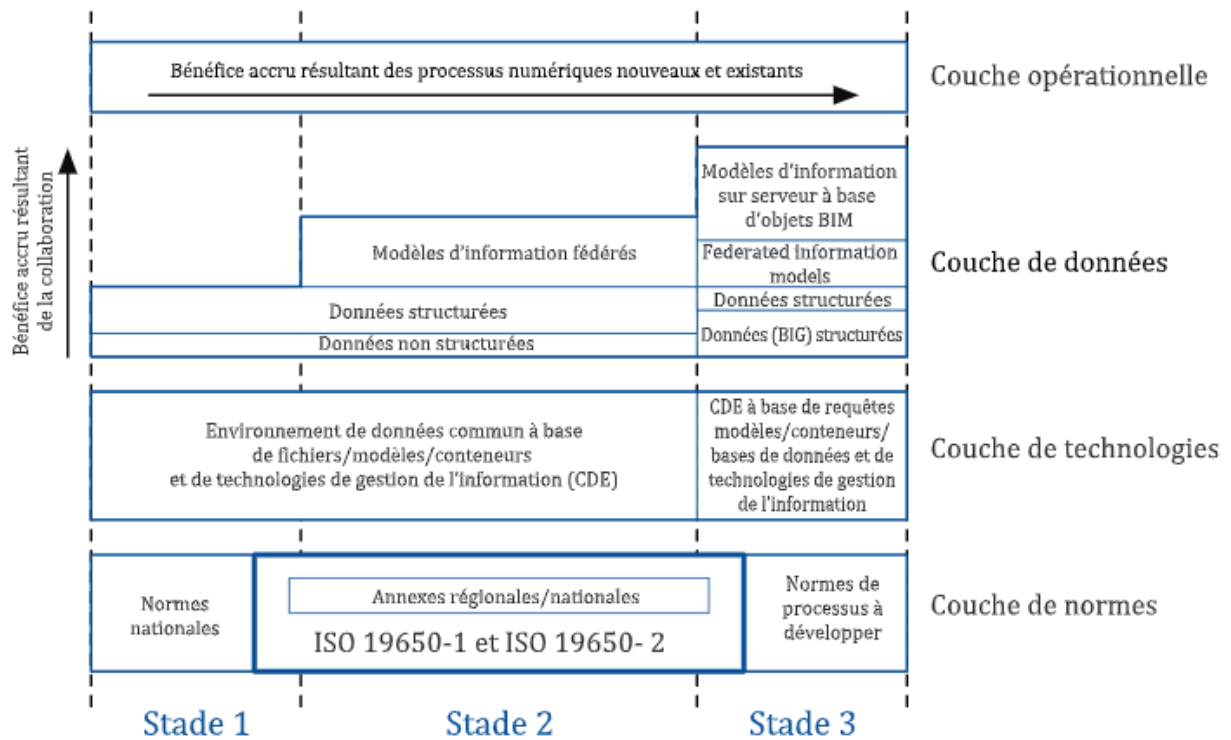 Bénéfice accru résultant des processus numériques nouveaux et existants
Couche opérationnelle
Bénéfice accru résultant
de la collaboration
Modèles d'information
sur serveur à base
d'objets BIM
Modèles d'information fédérés
Federated information
models
Couche de données
Données structurées
Données structurées
Données non structurées
Données (BIG) structurées
Environnement de données commun à base
de fichiers/modèles/conteneurs
et de technologies de gestion de l'information (CDE)
CDE à base de requêtes
modèles/conteneurs/
bases de données et de
technologies de gestion
de l'information
Couche de technologies
Normes
nationales
Annexes régionales/nationales
ISO 19650-1 et ISO 19650- 2
Normes de
processus à
développer
Couche de normes
Stade 1
Stade 2
Stade 3